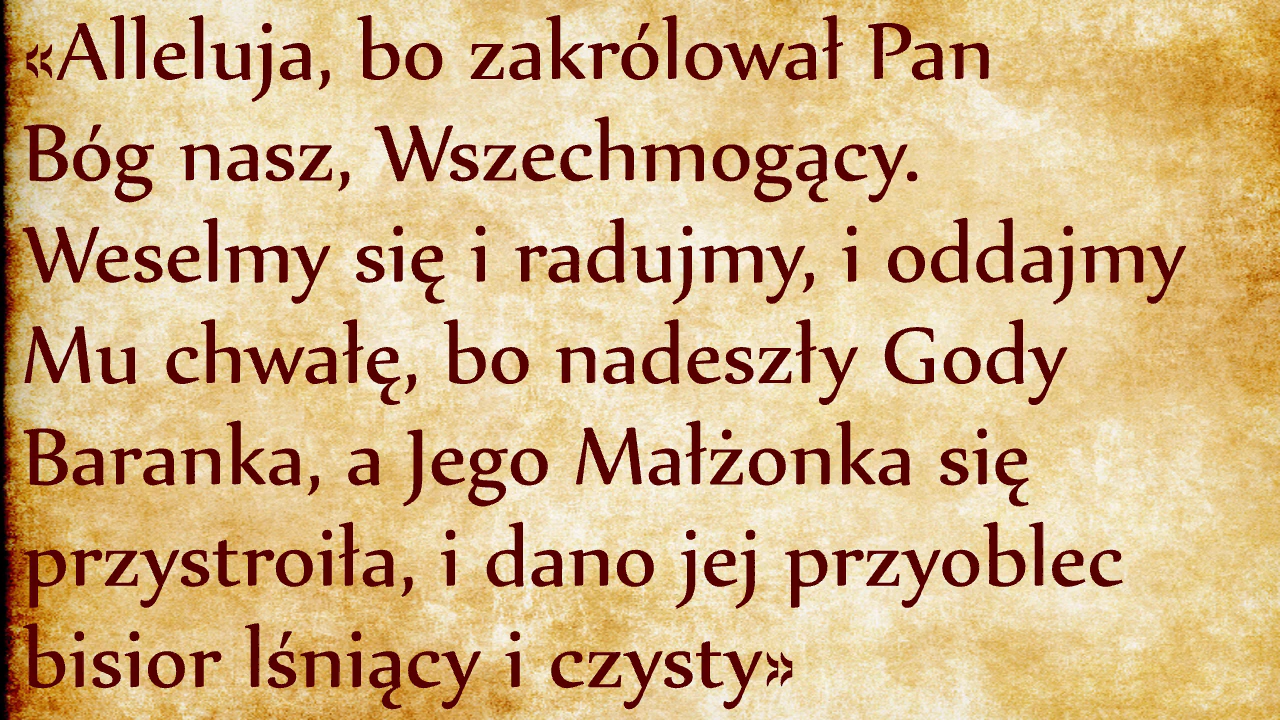 «Alleluja, bo zakrólował Pan
Bóg nasz, Wszechmogący.
Weselmy się i radujmy, i oddajmy
Mu chwałę, bo nadeszły Gody
Baranka, a Jego Małżonka się
przystroiła, i dano jej przyoblec
bisior lśniący i czysty»